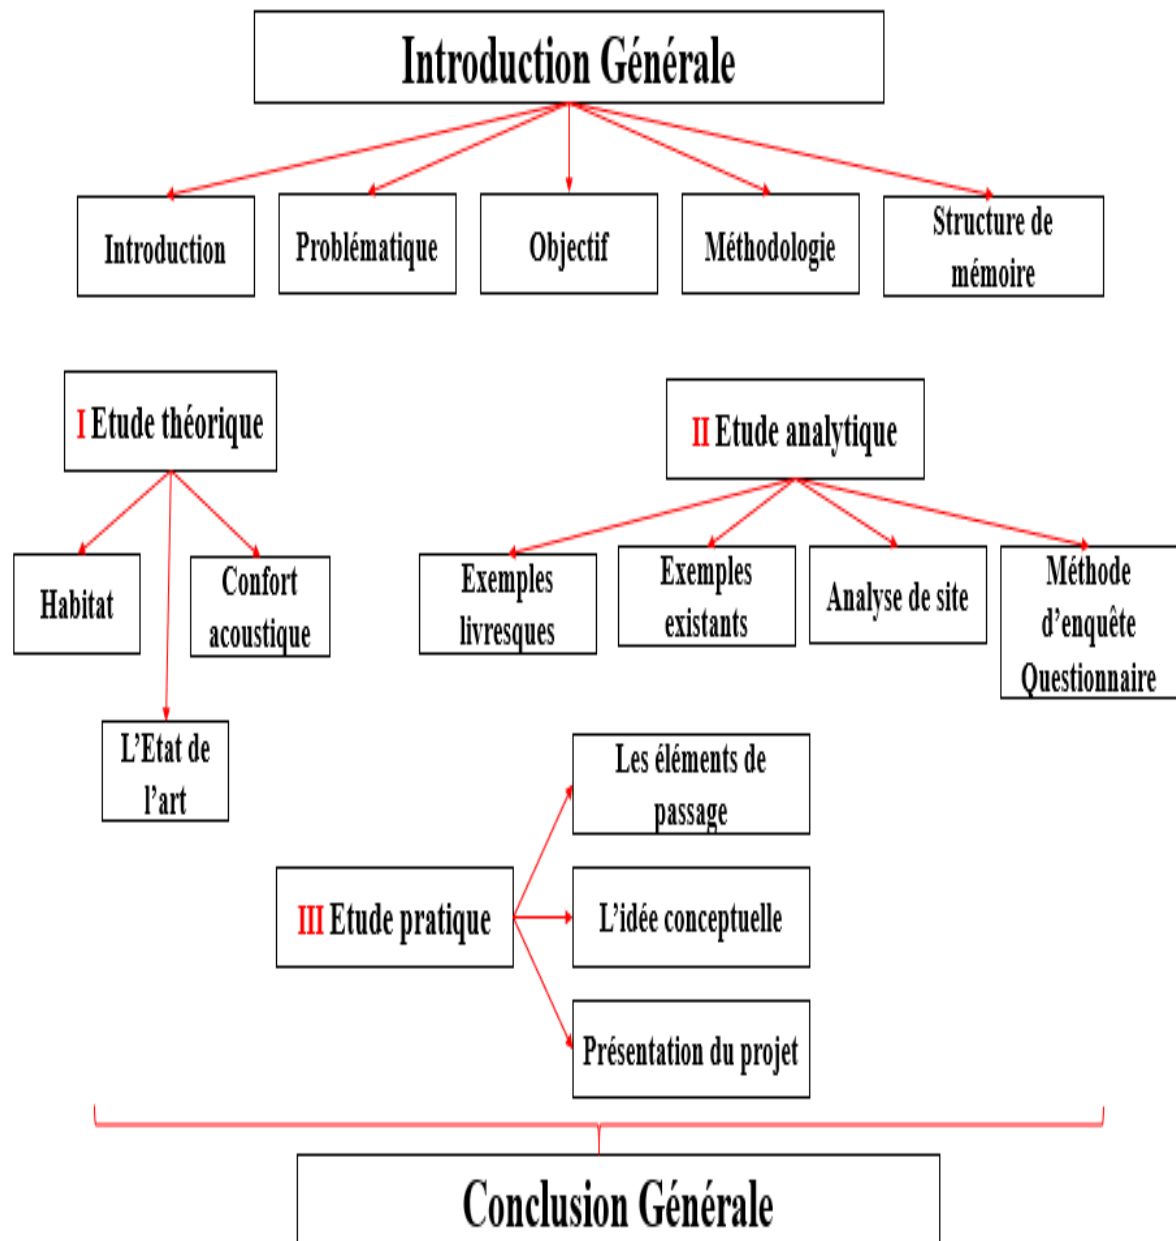 Introduction Générale
Introduction
Problématique
Objectif
Méthodologie
Structure de
mémoire
I Etude théorique
Habitat
Confort
acoustique
L’Etat de
l’art
II Etude analytique
Exemples
livresques
Exemples
existants
Analyse de site
Méthode
d’enquête
Questionnaire
III Etude pratique
Les éléments de
passage
L’idée conceptuelle
Présentation du projet
Conclusion Générale